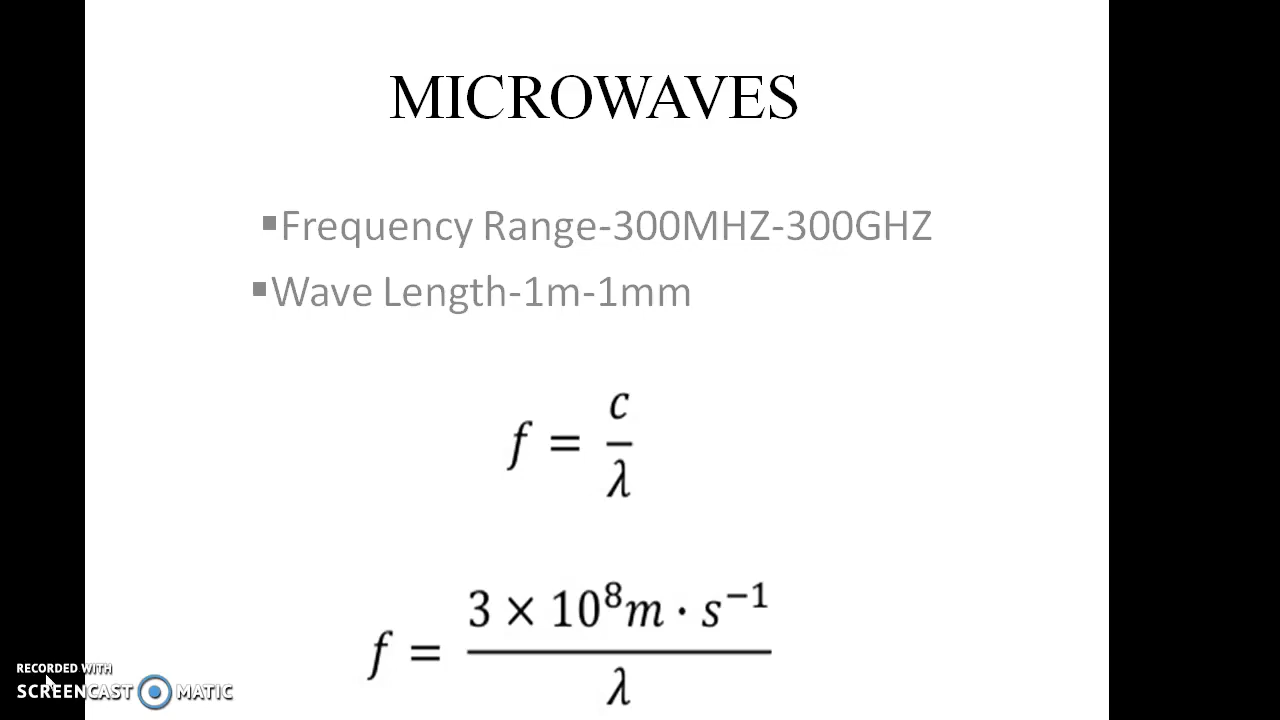 MICROWAVES
▪Frequency Range-300MHZ-300GHZ
▪Wave Length-1m-1mm
f = c/λ
f = 3 × 10⁸m · s⁻¹/λ
RECORDED WITH
SCREENCAST MATIC